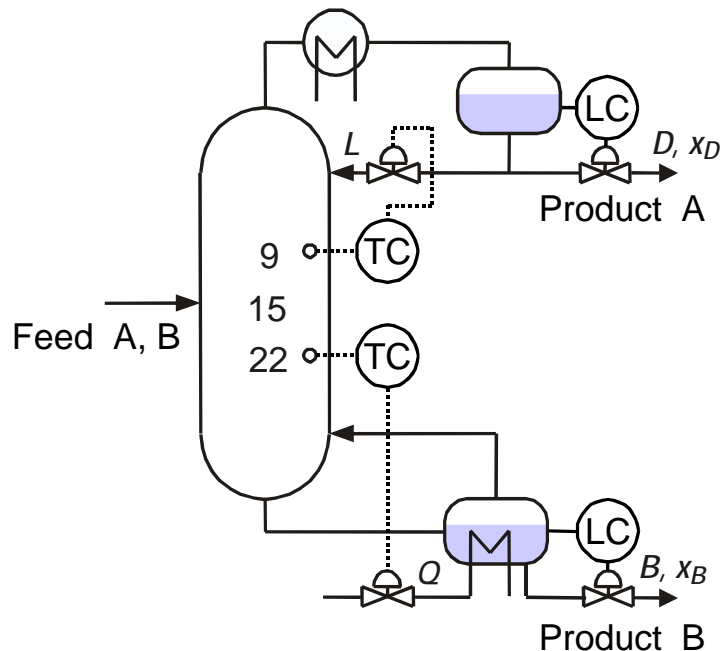 LC
L
D, xD
Product A
9
TC
15
Feed A, B
22
TC
LC
Q
B, xB
Product B